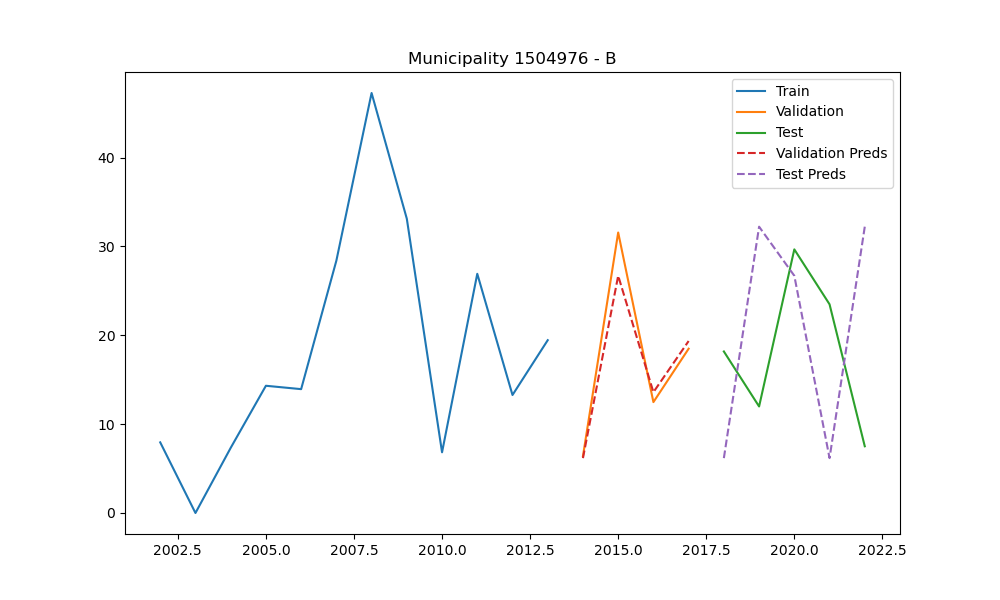 Municipality 1504976 - B
Train
Validation
Test
Validation Preds
Test Preds
40
30
20
10
0
2002.5 2005.0 2007.5 2010.0 2012.5 2015.0 2017.5 2020.0 2022.5